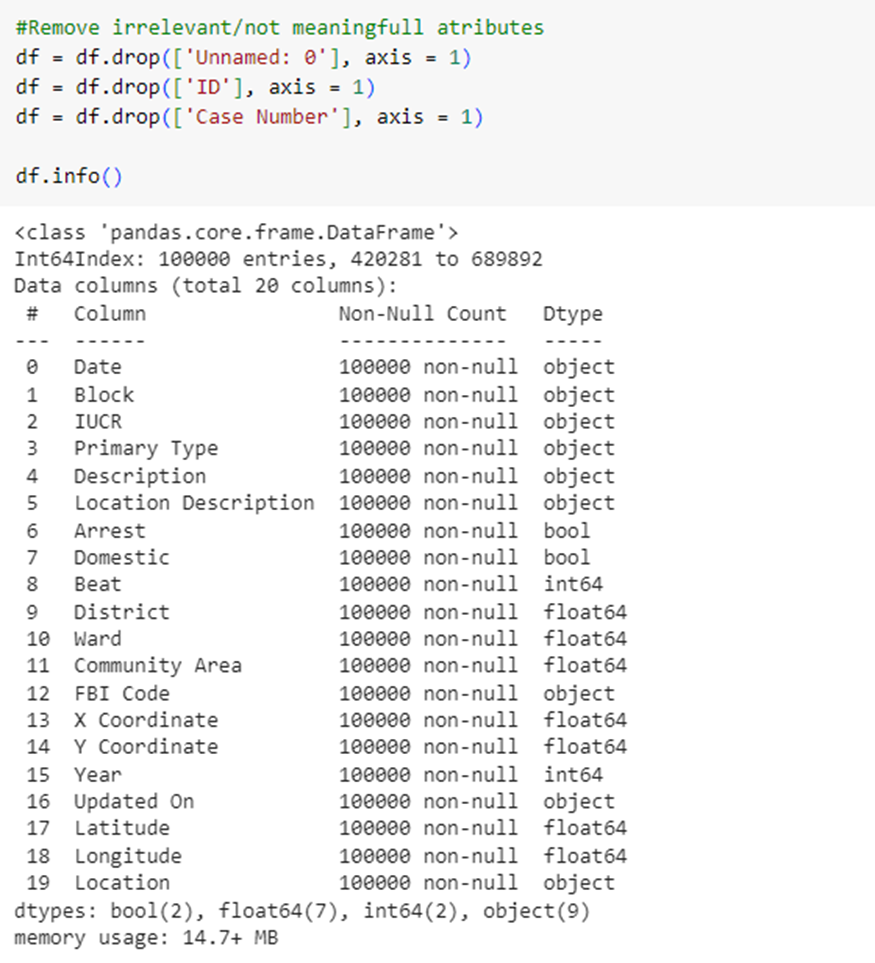 #Remove irrelevant/not meaningfull atributes
df = df.drop(['Unnamed: 0'], axis = 1)
df = df.drop(['ID'], axis = 1)
df = df.drop(['Case Number'], axis = 1)
df.info()
<class 'pandas.core.frame.DataFrame'>
Int64Index: 100000 entries, 420281 to 689892
Data columns (total 20 columns):
 #   Column                Non-Null Count   Dtype
---  ------                --------------   -----
 0   Date                  100000 non-null  object
 1   Block                 100000 non-null  object
 2   IUCR                  100000 non-null  object
 3   Primary Type          100000 non-null  object
 4   Description           100000 non-null  object
 5   Location Description  100000 non-null  object
 6   Arrest                100000 non-null  bool
 7   Domestic              100000 non-null  bool
 8   Beat                  100000 non-null  int64
 9   District              100000 non-null  float64
 10  Ward                  100000 non-null  float64
 11  Community Area        100000 non-null  float64
 12  FBI Code              100000 non-null  object
 13  X Coordinate          100000 non-null  float64
 14  Y Coordinate          100000 non-null  float64
 15  Year                  100000 non-null  int64
 16  Updated On            100000 non-null  object
 17  Latitude              100000 non-null  float64
 18  Longitude             100000 non-null  float64
 19  Location              100000 non-null  object
dtypes: bool(2), float64(7), int64(2), object(9)
memory usage: 14.7+ MB